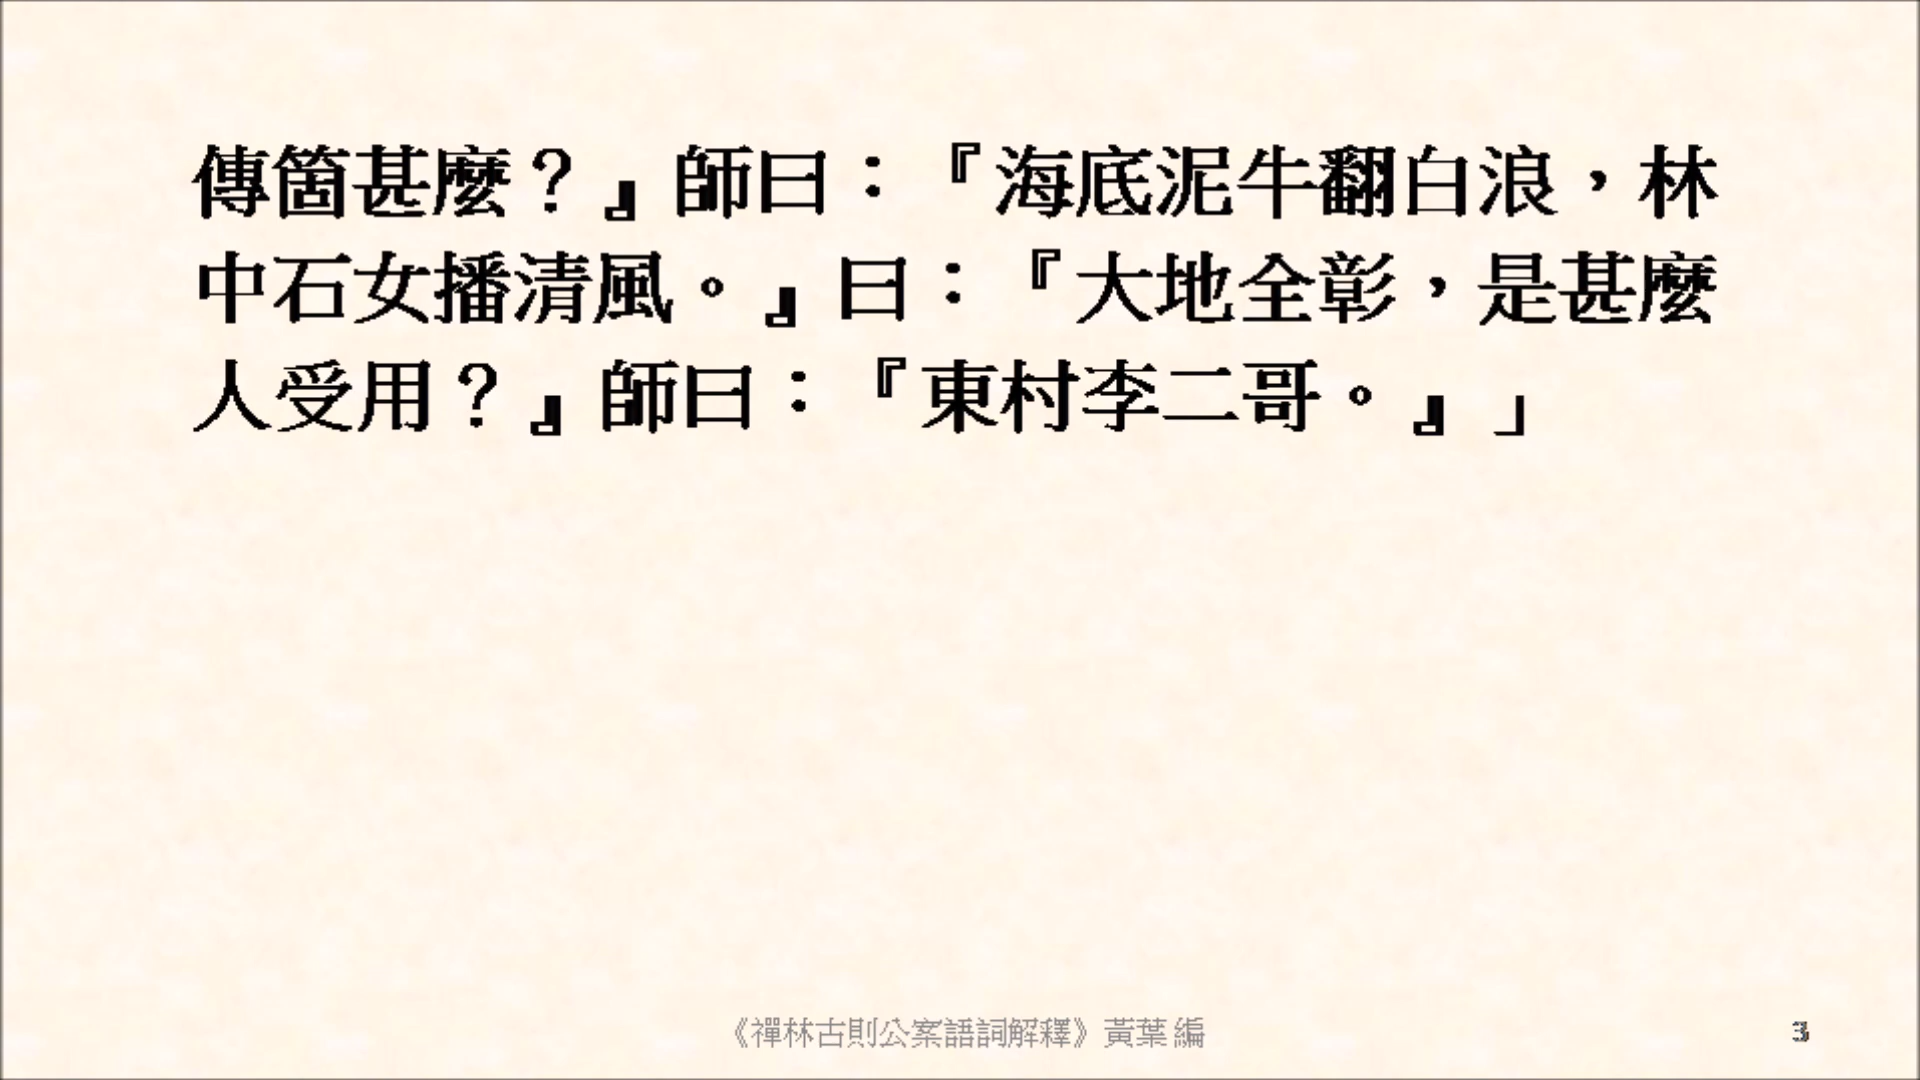 傳箇甚麼？』師曰：『海底泥牛翻白浪，林
中石女播清風。』曰：『大地全彰，是甚麼
人受用？』師曰：『東村李二哥。』」
《禪林古則公案語詞解釋》黃葉 編
3